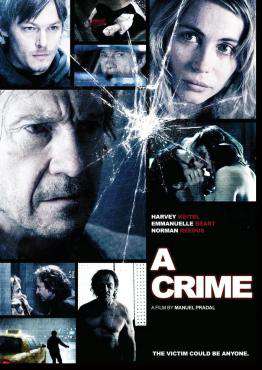 HARVEY KEITEL
EMMANUELLE BEART
NORMAN REEDUS
A
CRIME
A FILM BY MANUEL PRADAL
THE VICTIM COULD BE ANYONE.